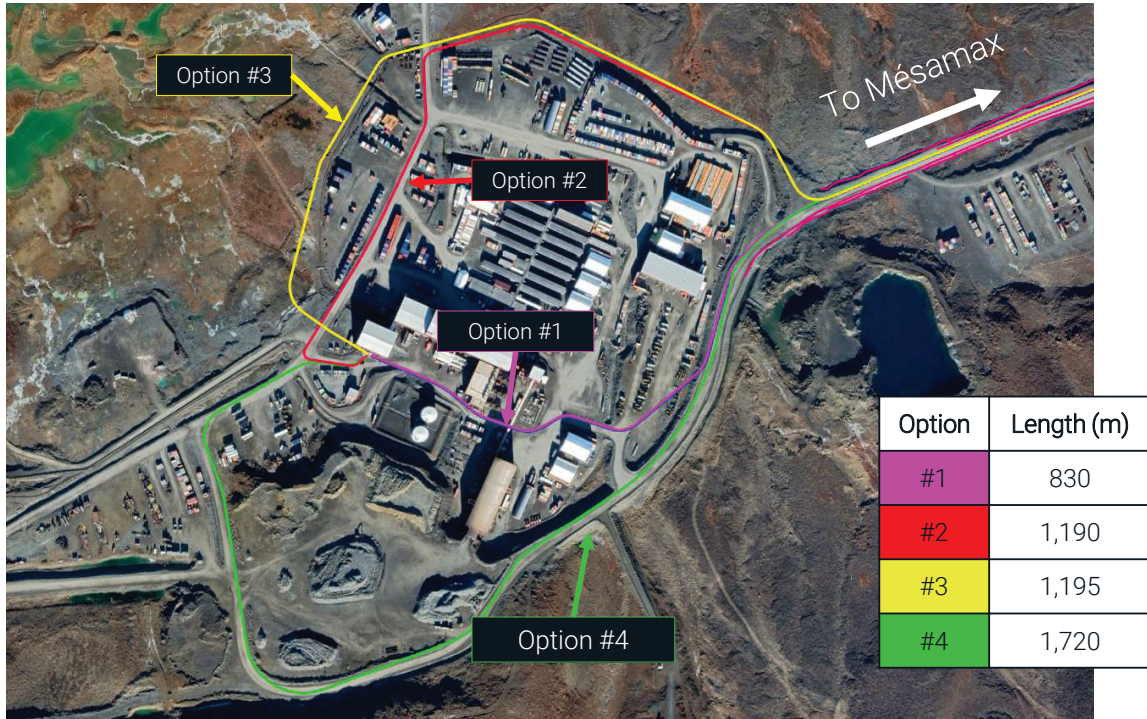 Option #3
To Mésamax
Option #2
Option #1
Option #4
Option Length (m)
#1 830
#2 1,190
#3 1,195
#4 1,720